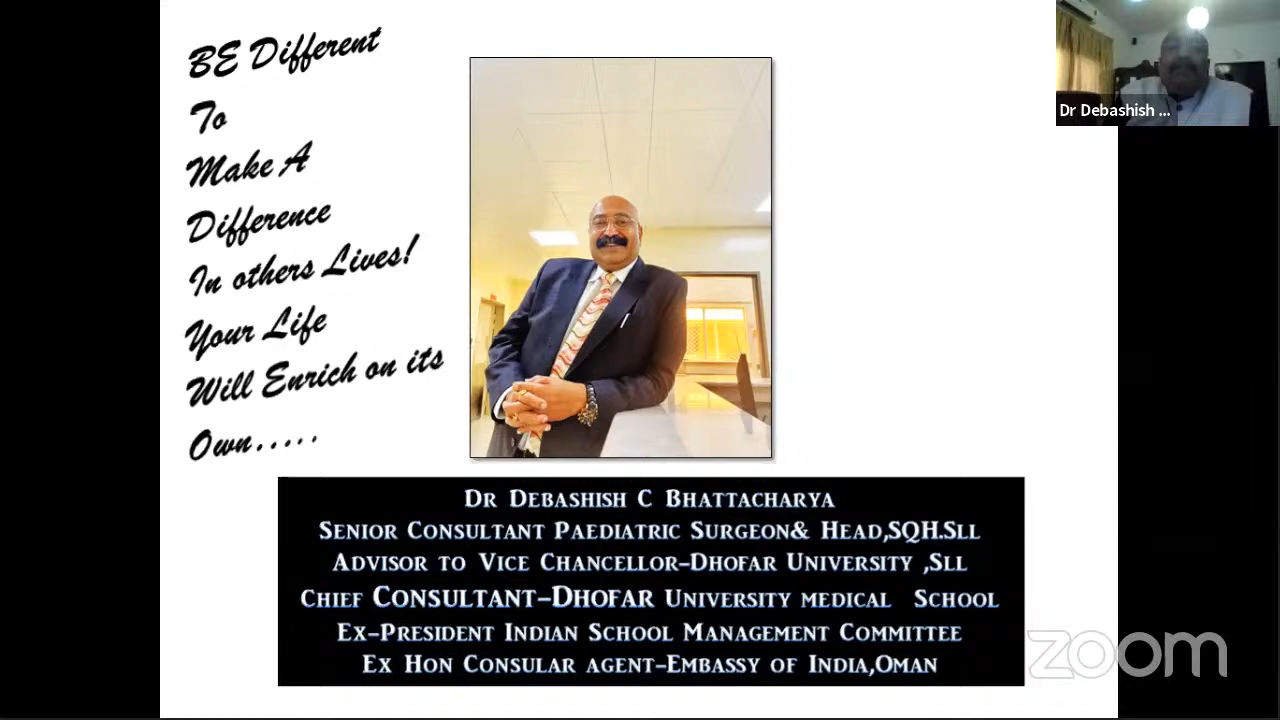 BE Different
To
Make A
Difference
In others Lives!
Your Life
Will Enrich on its
Own.....
Dr Debashish ...
Dr Debashish C Bhattacharya
Senior Consultant Paediatric Surgeon& Head,SQH.Sll
Advisor to Vice Chancellor-Dhofar University ,Sll
Chief Consultant-Dhofar University medical School
Ex-President Indian School Management Committee
Ex Hon Consular agent-Embassy of India,Oman
zoom